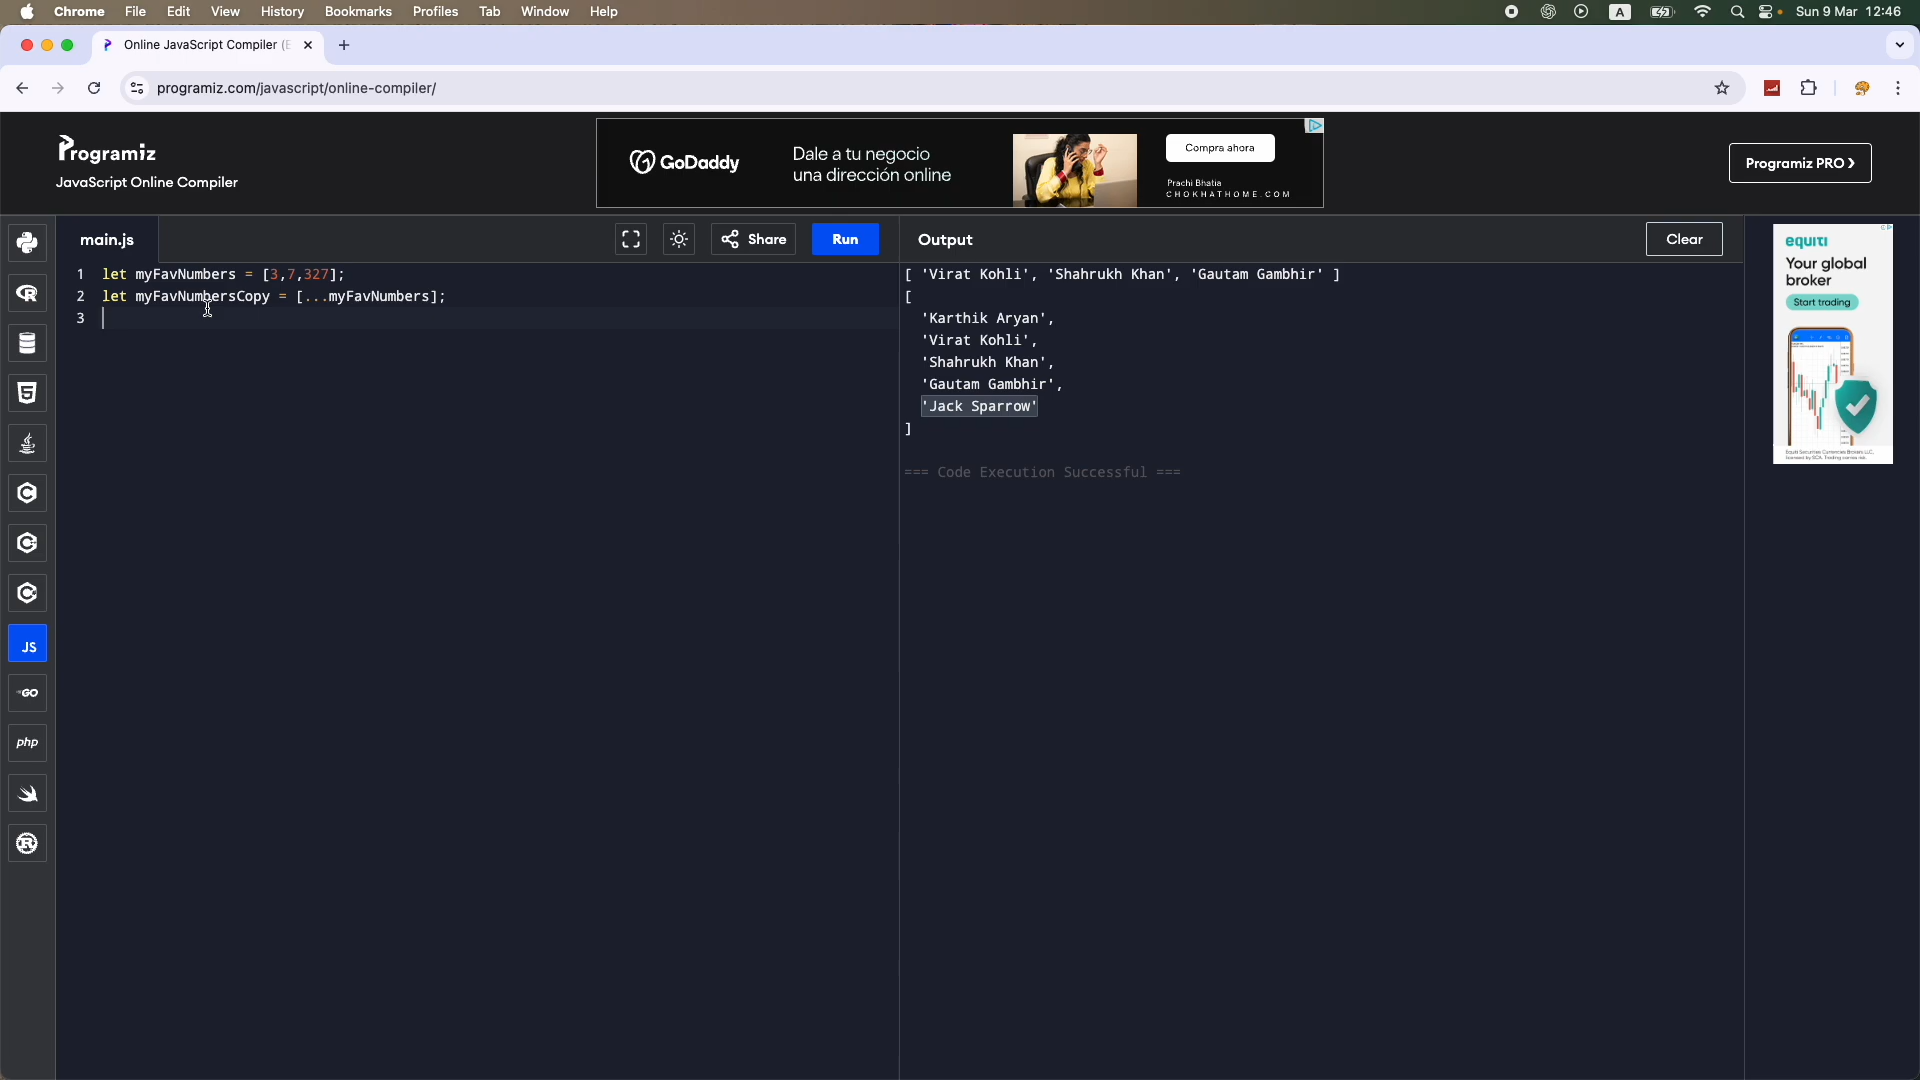 Chrome File Edit View History Bookmarks Profiles Tab Window Help
A
Sun 9 Mar 12:46
Online JavaScript Compiler (E
programiz.com/javascript/online-compiler/
Programiz
JavaScript Online Compiler
GoDaddy
Dale a tu negocio
una dirección online
Compra ahora
Prachi Bhatia
CHOKHATHOME.COM
Programiz PRO
main.js
Share
Run
Output
Clear
1 let myFavNumbers = [3,7,327];
2 let myFavNumbersCopy = [...myFavNumbers];
3
[ 'Virat Kohli', 'Shahrukh Khan', 'Gautam Gambhir' ]
[
'Karthik Aryan',
'Virat Kohli',
'Shahrukh Khan',
'Gautam Gambhir',
'Jack Sparrow'
]
=== Code Execution Successful ===
equiti
Your global
broker
Start trading
JS
GO
php